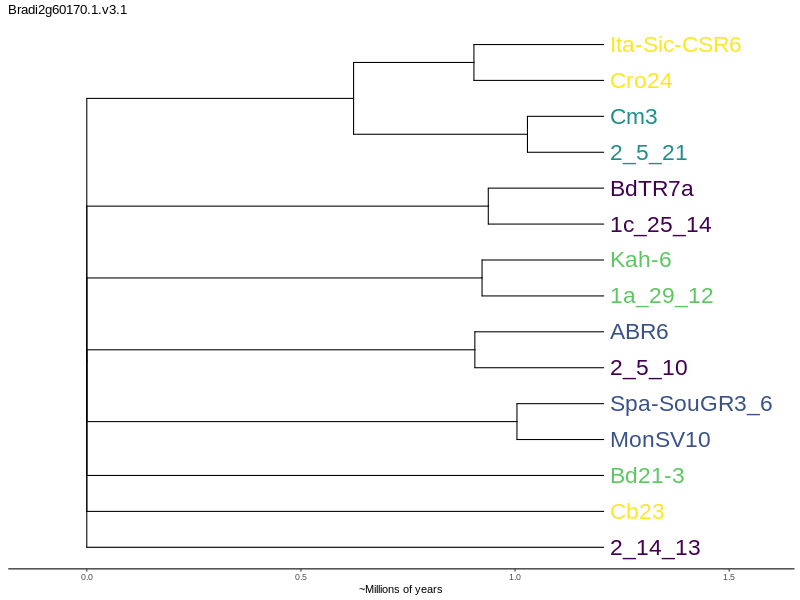 Bradi2g60170.1.v3.1
Ita-Sic-CSR6
Cro24
Cm3
2_5_21
BdTR7a
1c_25_14
Kah-6
1a_29_12
ABR6
2_5_10
Spa-SouGR3_6
MonSV10
Bd21-3
Cb23
2_14_13
0.0 0.5 1.0 1.5
~Millions of years